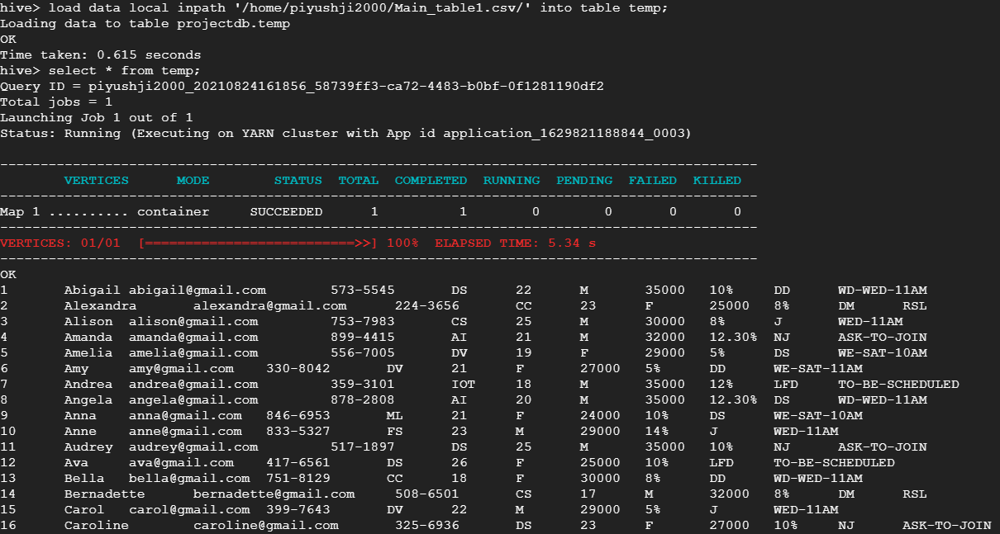 hive> load data local inpath '/home/piyushji2000/Main_table1.csv/' into table temp;
Loading data to table projectdb.temp
OK
Time taken: 0.615 seconds
hive> select * from temp;
Query ID = piyushji2000_20210824161856_58739ff3-ca72-4483-b0bf-0f1281190df2
Total jobs = 1
Launching Job 1 out of 1
Status: Running (Executing on YARN cluster with App id application_1629821188844_0003)
----------------------------------------------------------------------------------------------
VERTICES MODE STATUS TOTAL COMPLETED RUNNING PENDING FAILED KILLED
----------------------------------------------------------------------------------------------
Map 1 .......... container SUCCEEDED 1 1 0 0 0 0
----------------------------------------------------------------------------------------------
VERTICES: 01/01 [==========================>>] 100% ELAPSED TIME: 5.34 s
----------------------------------------------------------------------------------------------
OK
1 Abigail abigail@gmail.com 573-5545 DS 22 M 35000 10% DD WD-WED-11AM
2 Alexandra alexandra@gmail.com 224-3656 CC 23 F 25000 8% DM RSL
3 Alison alison@gmail.com 753-7983 CS 25 M 30000 8% J WED-11AM
4 Amanda amanda@gmail.com 899-4415 AI 21 M 32000 12.30% NJ ASK-TO-JOIN
5 Amelia amelia@gmail.com 556-7005 DV 19 F 29000 5% DS WE-SAT-10AM
6 Amy amy@gmail.com 330-8042 DV 21 F 27000 5% DD WE-SAT-11AM
7 Andrea andrea@gmail.com 359-3101 IOT 18 M 35000 12% LFD TO-BE-SCHEDULED
8 Angela angela@gmail.com 878-2808 AI 20 M 35000 12.30% DS WD-WED-11AM
9 Anna anna@gmail.com 846-6953 ML 21 F 24000 10% DS WE-SAT-10AM
10 Anne anne@gmail.com 833-5327 FS 23 M 29000 14% J WED-11AM
11 Audrey audrey@gmail.com 517-1897 DS 25 M 35000 10% NJ ASK-TO-JOIN
12 Ava ava@gmail.com 417-6561 DS 26 F 25000 10% LFD TO-BE-SCHEDULED
13 Bella bella@gmail.com 751-8129 CC 18 F 30000 8% DD WD-WED-11AM
14 Bernadette bernadette@gmail.com 508-6501 CS 17 M 32000 8% DM RSL
15 Carol carol@gmail.com 399-7643 DV 22 M 29000 5% J WED-11AM
16 Caroline caroline@gmail.com 325-6936 DS 23 F 27000 10% NJ ASK-TO-JOIN